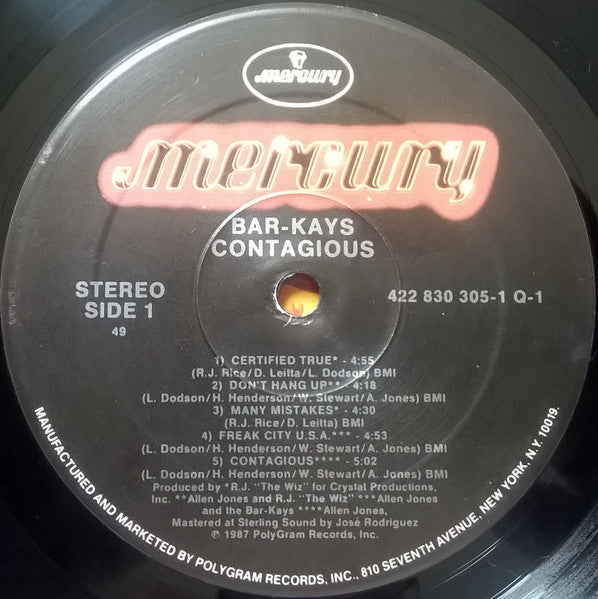 mercury
mercury
BAR-KAYS
CONTAGIOUS
STEREO
SIDE 1
49
422 830 305-1 Q-1
1) CERTIFIED TRUE* - 4:55
(R.J. Rice/D. Leitta/L. Dodson) BMI
2) DON'T HANG UP** - 4:18
(L. Dodson/H. Henderson/W. Stewart/A. Jones) BMI
3) MANY MISTAKES* - 4:30
(R.J. Rice/D. Leitta) BMI
4) FREAK CITY U.S.A.*** - 4:53
(L. Dodson/H. Henderson/W. Stewart/A. Jones) BMI
5) CONTAGIOUS**** - 5:02
(L. Dodson/H. Henderson/W. Stewart/A. Jones) BMI
Produced by *R.J. "The Wiz" for Crystal Productions,
Inc. **Allen Jones and R.J. "The Wiz" ***Allen Jones
and the Bar-Kays ****Allen Jones,
Mastered at Sterling Sound by José Rodriguez
℗ 1987 PolyGram Records, Inc.
MANUFACTURED AND MARKETED BY POLYGRAM RECORDS, INC., 810 SEVENTH AVENUE, NEW YORK, N.Y. 10019.